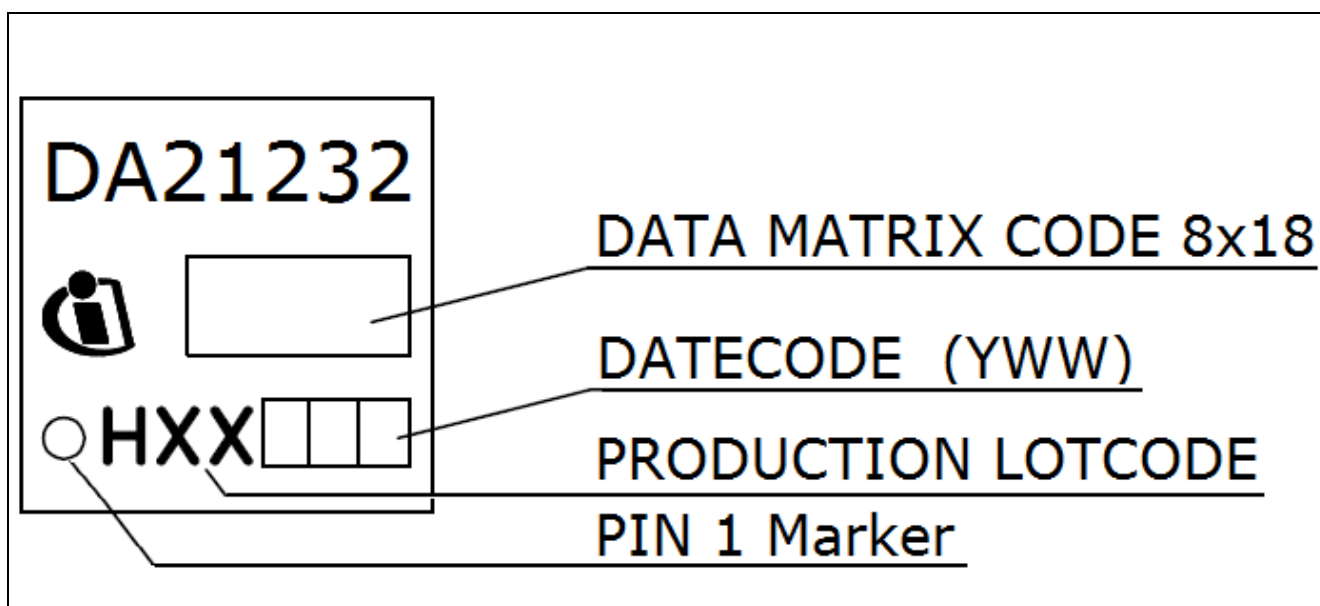 DA21232
DATA MATRIX CODE 8x18
DATECODE (YWW)
HXX
PRODUCTION LOTCODE
PIN 1 Marker